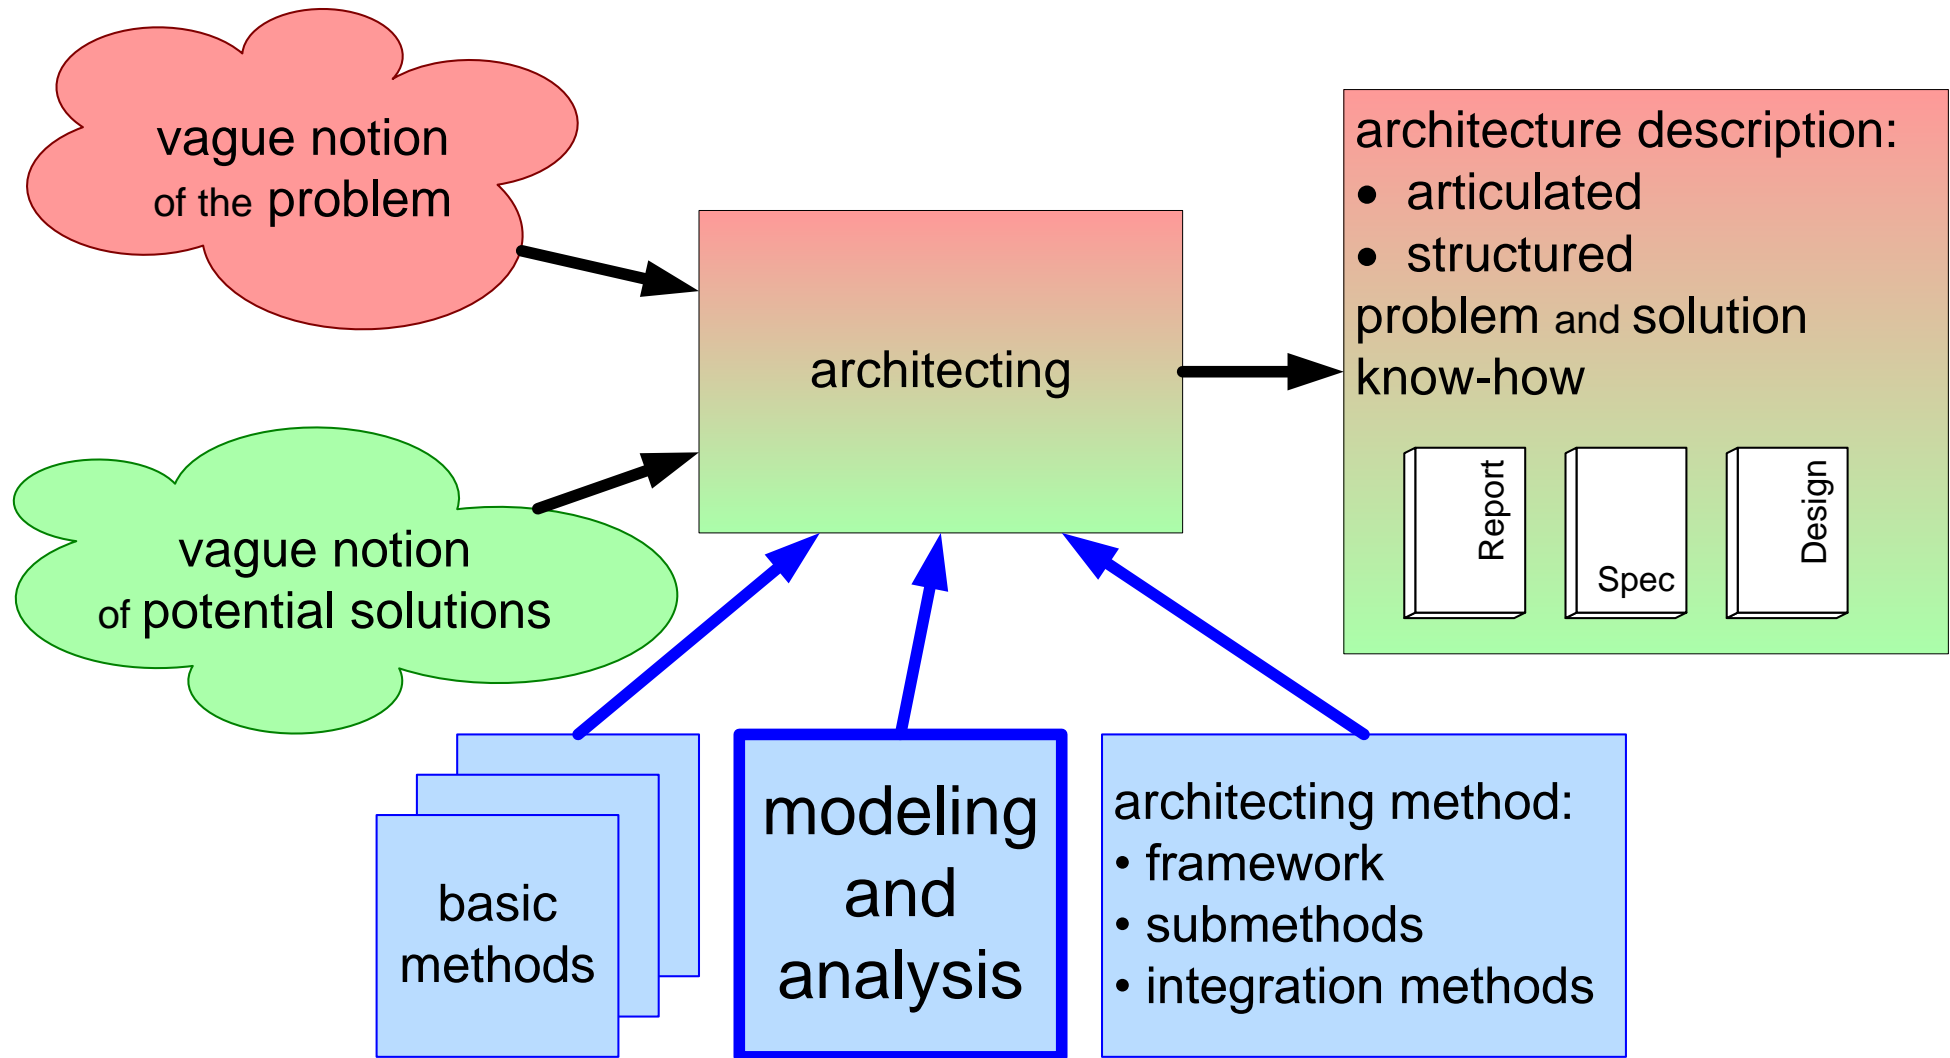 vague notion
of the problem
vague notion
of potential solutions
architecting
architecture description:
• articulated
• structured
problem and solution
know-how
Report
Spec
Design
basic
methods
modeling
and
analysis
architecting method:
• framework
• submethods
• integration methods